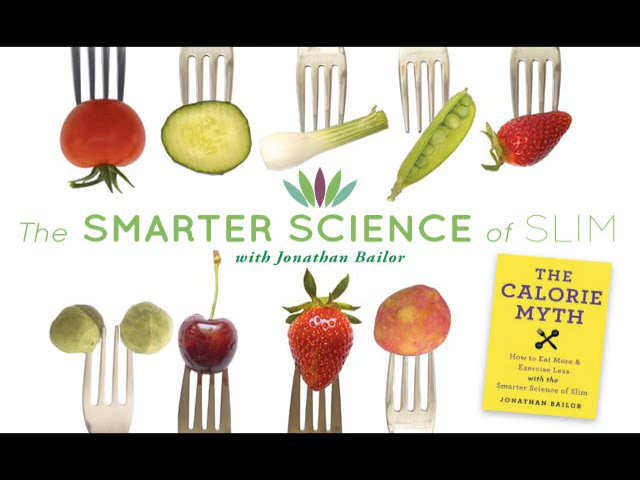 The SMARTER SCIENCE of SLIM
with Jonathan Bailor
THE
CALORIE
MYTH
How to Eat More &
Exercise Less
with the
Smarter Science of Slim
JONATHAN BAILOR